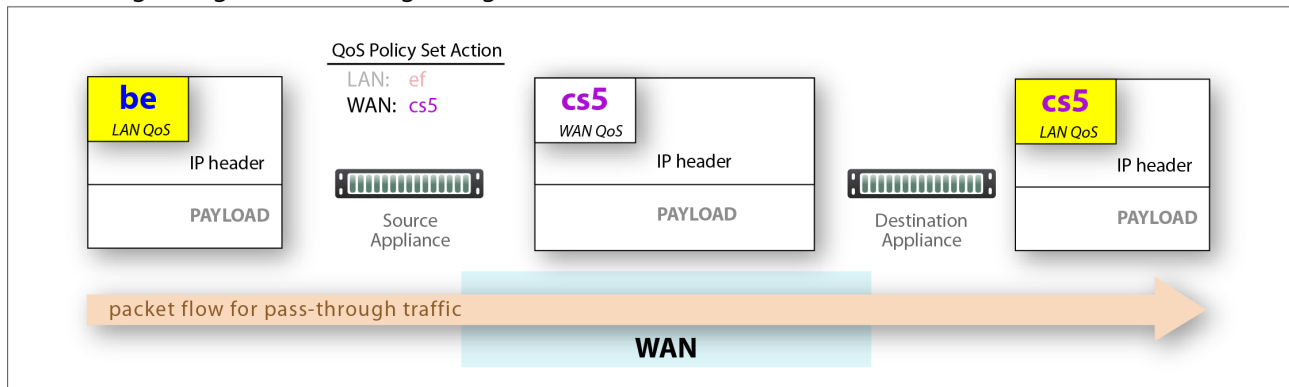 be
LAN QoS
IP header
PAYLOAD
QoS Policy Set Action
LAN: ef
WAN: cs5
Source
Appliance
cs5
WAN QoS
IP header
PAYLOAD
Destination
Appliance
cs5
LAN QoS
IP header
PAYLOAD
packet flow for pass-through traffic
WAN